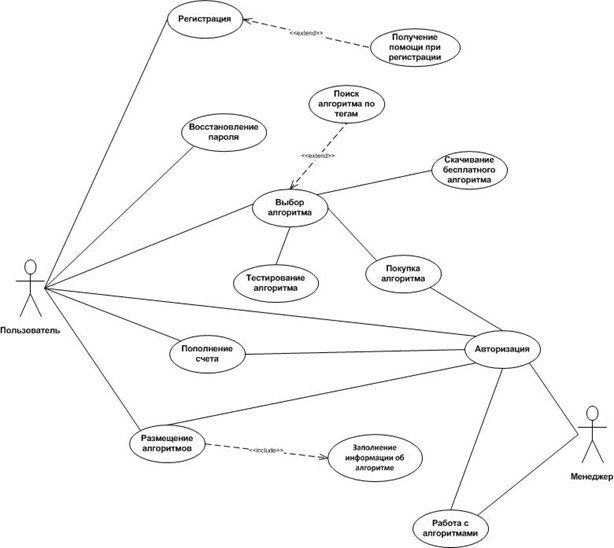 Регистрация
<<extend>>
Получение
помощи при
регистрации
Поиск
алгоритма по
тегам
Восстановление
пароля
<<extend>>
Скачивание
бесплатного
алгоритма
Выбор
алгоритма
Тестирование
алгоритма
Покупка
алгоритма
Пользователь
Пополнение
счета
Авторизация
Размещение
алгоритмов
<<include>>
Заполнение
информации об
алгоритме
Менеджер
Работа с
алгоритмами